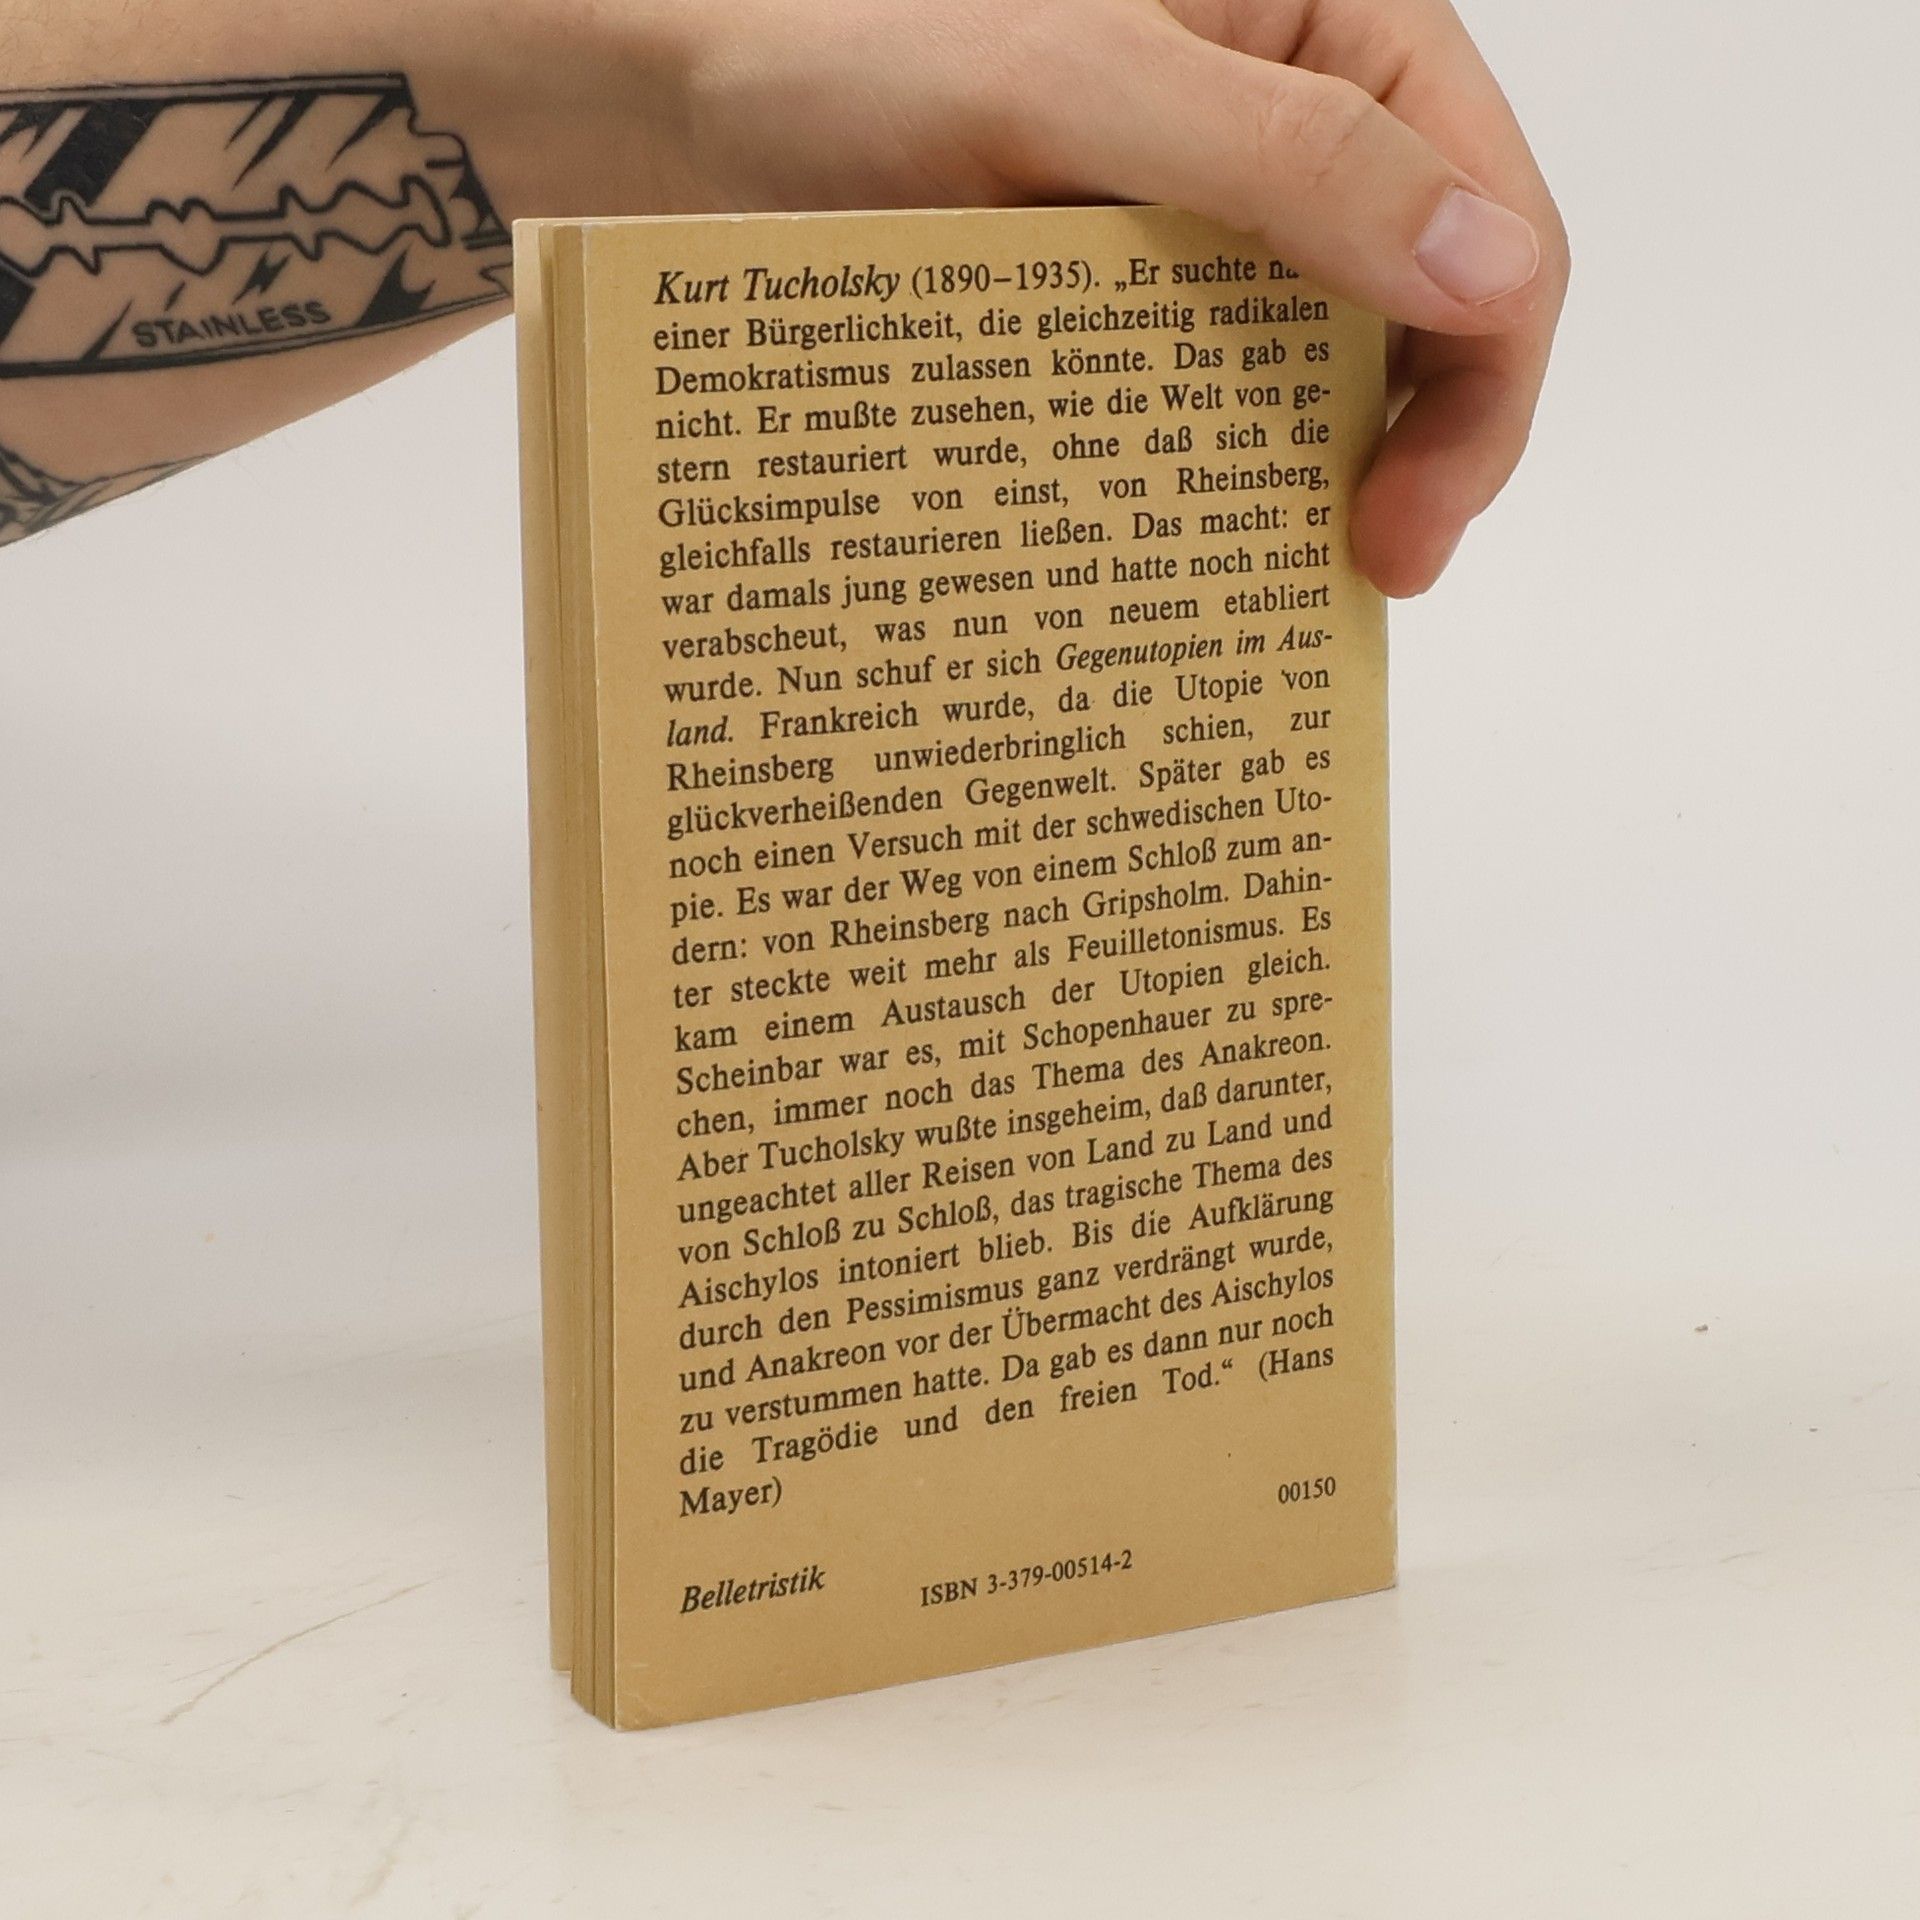 STAINLESS
Kurt Tucholsky (1890–1935). „Er suchte
einer Bürgerlichkeit, die gleichzeitig radikalen
Demokratismus zulassen könnte. Das gab es
nicht. Er mußte zusehen, wie die Welt von ge-
stern restauriert wurde, ohne daß sich die
Glücksimpulse von einst, von Rheinsberg,
gleichfalls restaurieren ließen. Das macht: er
war damals jung gewesen und hatte noch nicht
verabscheut, was nun von neuem etabliert
wurde. Nun schuf er sich Gegenutopien im Aus-
land. Frankreich wurde, da die Utopie von
Rheinsberg unwiederbringlich schien, zur
glückverheißenden Gegenwelt. Später gab es
noch einen Versuch mit der schwedischen Uto-
pie. Es war der Weg von einem Schloß zum an-
dern: von Rheinsberg nach Gripsholm. Dahin-
ter steckte weit mehr als Feuilletonismus. Es
kam einem Austausch der Utopien gleich.
Scheinbar war es, mit Schopenhauer zu spre-
chen, immer noch das Thema des Anakreon.
Aber Tucholsky wußte insgeheim, daß darunter,
ungeachtet aller Reisen von Land zu Land und
von Schloß zu Schloß, das tragische Thema des
Aischylos intoniert blieb. Bis die Aufklärung
durch den Pessimismus ganz verdrängt wurde,
und Anakreon vor der Übermacht des Aischylos
zu verstummen hatte. Da gab es dann nur noch
die Tragödie und den freien Tod.“ (Hans
Mayer)
00150
Belletristik
ISBN 3-379-00514-2